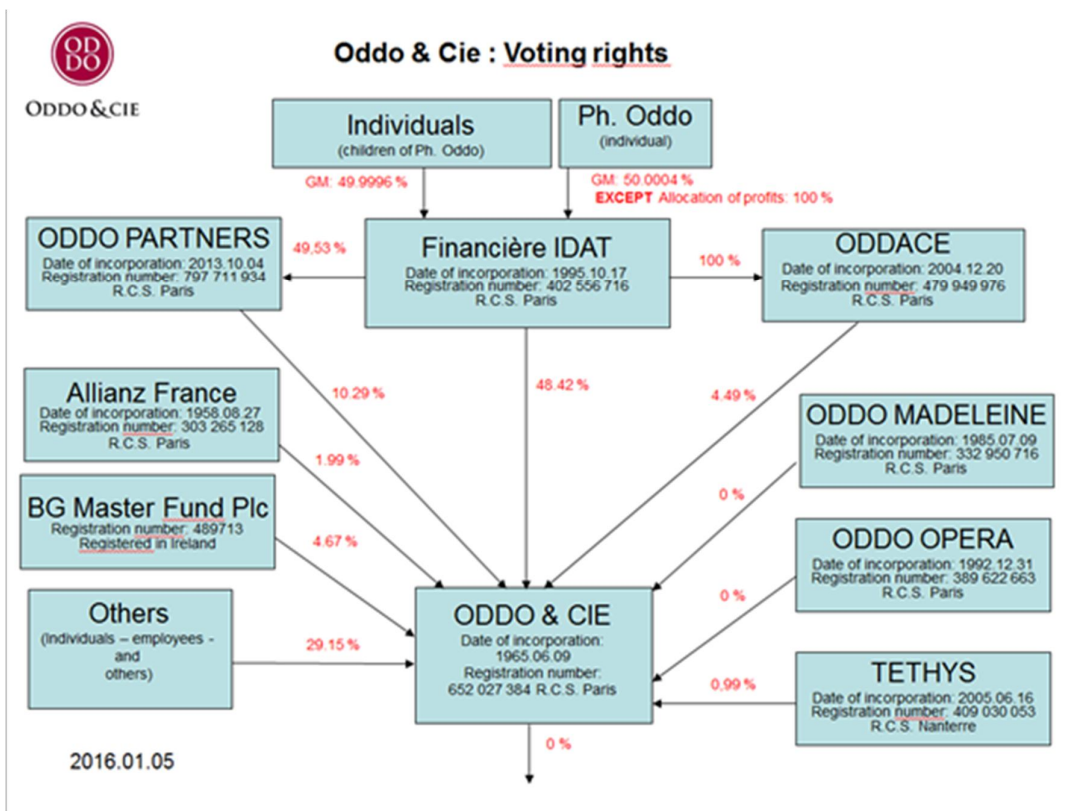 OD
DO
ODDO & CIE
Oddo & Cie : Voting rights
Individuals
(children of Ph. Oddo)
Ph. Oddo
(individual)
GM: 49.9996 %
GM: 50.0004 %
EXCEPT Allocation of profits: 100 %
ODDO PARTNERS
Date of incorporation: 2013.10.04
Registration number: 797 711 934
R.C.S. Paris
49,53 %
Financière IDAT
Date of incorporation: 1995.10.17
Registration number: 402 556 716
R.C.S. Paris
100 %
ODDACE
Date of incorporation: 2004.12.20
Registration number: 479 949 976
R.C.S. Paris
Allianz France
Date of incorporation: 1958.08.27
Registration number: 303 265 128
R.C.S. Paris
10.29 %
48.42 %
4.49 %
ODDO MADELEINE
Date of incorporation: 1985.07.09
Registration number: 332 950 716
R.C.S. Paris
1.99 %
BG Master Fund Plc
Registration number: 489713
Registered in Ireland
4.67 %
0 %
ODDO OPERA
Date of incorporation: 1992.12.31
Registration number: 389 622 663
R.C.S. Paris
0 %
Others
(Individuals – employees -
and
others)
29.15 %
ODDO & CIE
Date of incorporation:
1965.06.09
Registration number:
652 027 384 R.C.S. Paris
0,99 %
TETHYS
Date of incorporation: 2005.06.16
Registration number: 409 030 053
R.C.S. Nanterre
0 %
2016.01.05